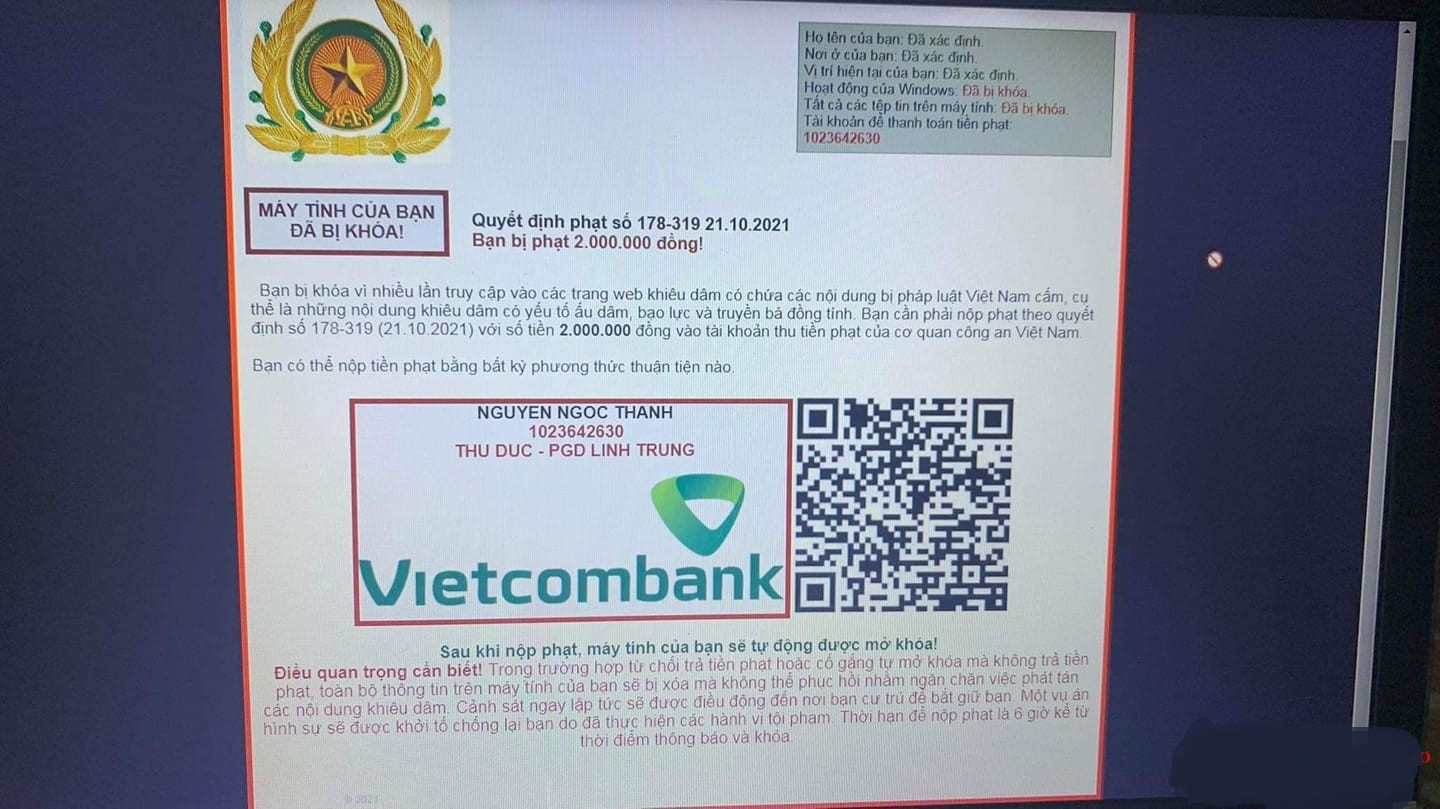 Họ tên của bạn: Đã xác định.
Nơi ở của bạn: Đã xác định.
Vị trí hiện tại của bạn: Đã xác định.
Hoạt động của Windows: Đã bị khóa.
Tất cả các tệp tin trên máy tính: Đã bị khóa.
Tài khoản để thanh toán tiền phạt:
1023642630
MÁY TÍNH CỦA BẠN
ĐÃ BỊ KHÓA!
Quyết định phạt số 178-319 21.10.2021
Bạn bị phạt 2.000.000 đồng!
Bạn bị khóa vì nhiều lần truy cập vào các trang web khiêu dâm có chứa các nội dung bị pháp luật Việt Nam cấm, cụ
thể là những nội dung khiêu dâm có yếu tố ấu dâm, bạo lực và truyền bá đồng tính. Bạn cần phải nộp phạt theo quyết
định số 178-319 (21.10.2021) với số tiền 2.000.000 đồng vào tài khoản thu tiền phạt của cơ quan công an Việt Nam.
Bạn có thể nộp tiền phạt bằng bất kỳ phương thức thuận tiện nào.
NGUYEN NGOC THANH
1023642630
THU DUC - PGD LINH TRUNG
Vietcombank
Sau khi nộp phạt, máy tính của bạn sẽ tự động được mở khóa!
Điều quan trọng cần biết! Trong trường hợp từ chối trả tiền phạt hoặc cố gắng tự mở khóa mà không trả tiền
phạt, toàn bộ thông tin trên máy tính của bạn sẽ bị xóa mà không thể phục hồi nhằm ngăn chặn việc phát tán
các nội dung khiêu dâm. Cảnh sát ngay lập tức sẽ được điều động đến nơi bạn cư trú để bắt giữ bạn. Một vụ án
hình sự sẽ được khởi tố chống lại bạn do đã thực hiện các hành vi tội phạm. Thời hạn để nộp phạt là 6 giờ kể từ
thời điểm thông báo và khóa.
© 2021